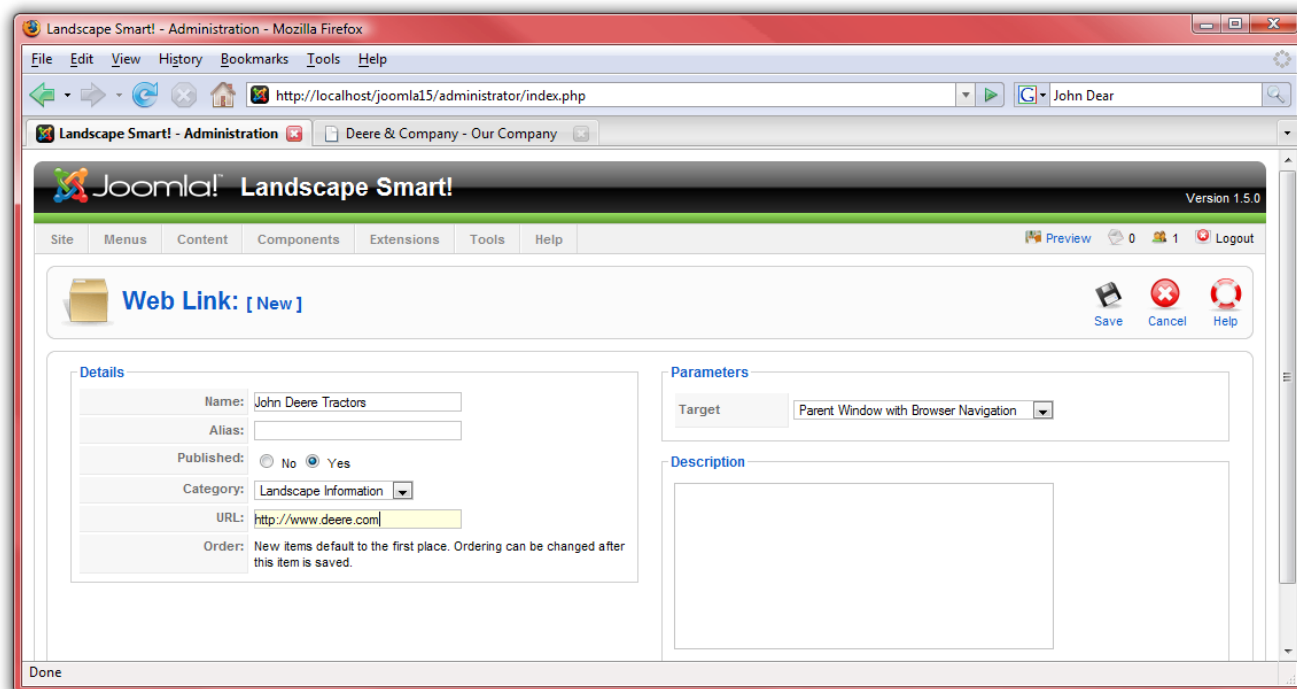 Landscape Smart! - Administration - Mozilla Firefox
File Edit View History Bookmarks Tools Help
http://localhost/joomla15/administrator/index.php G John Dear
Landscape Smart! - Administration Deere & Company - Our Company
Joomla!™ Landscape Smart!
Version 1.5.0
Site Menus Content Components Extensions Tools Help Preview 0 1 Logout
Web Link: [ New ]
Save Cancel Help
Details
Name: John Deere Tractors
Alias:
Published: No Yes
Category: Landscape Information
URL: http://www.deere.com
Order: New items default to the first place. Ordering can be changed after
this item is saved.
Parameters
Target Parent Window with Browser Navigation
Description
Done